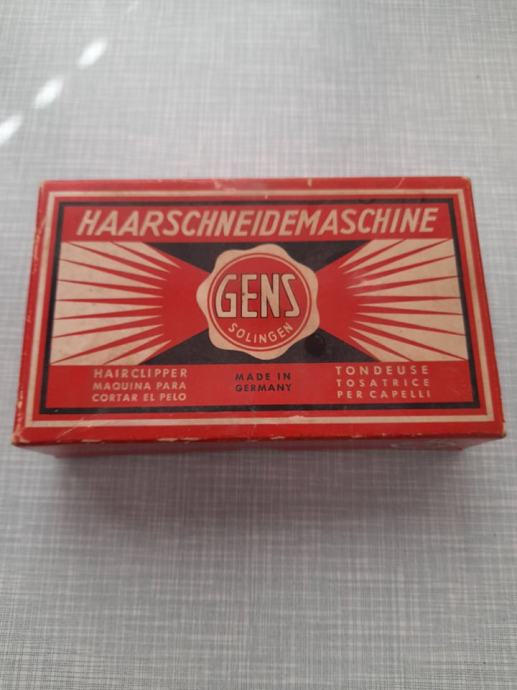 HAARSCHNEIDEMASCHINE
GENS
SOLINGEN
HAIRCLIPPER
MAQUINA PARA
CORTAR EL PELO
MADE IN
GERMANY
TONDEUSE
TOSATRICE
PER CAPELLI